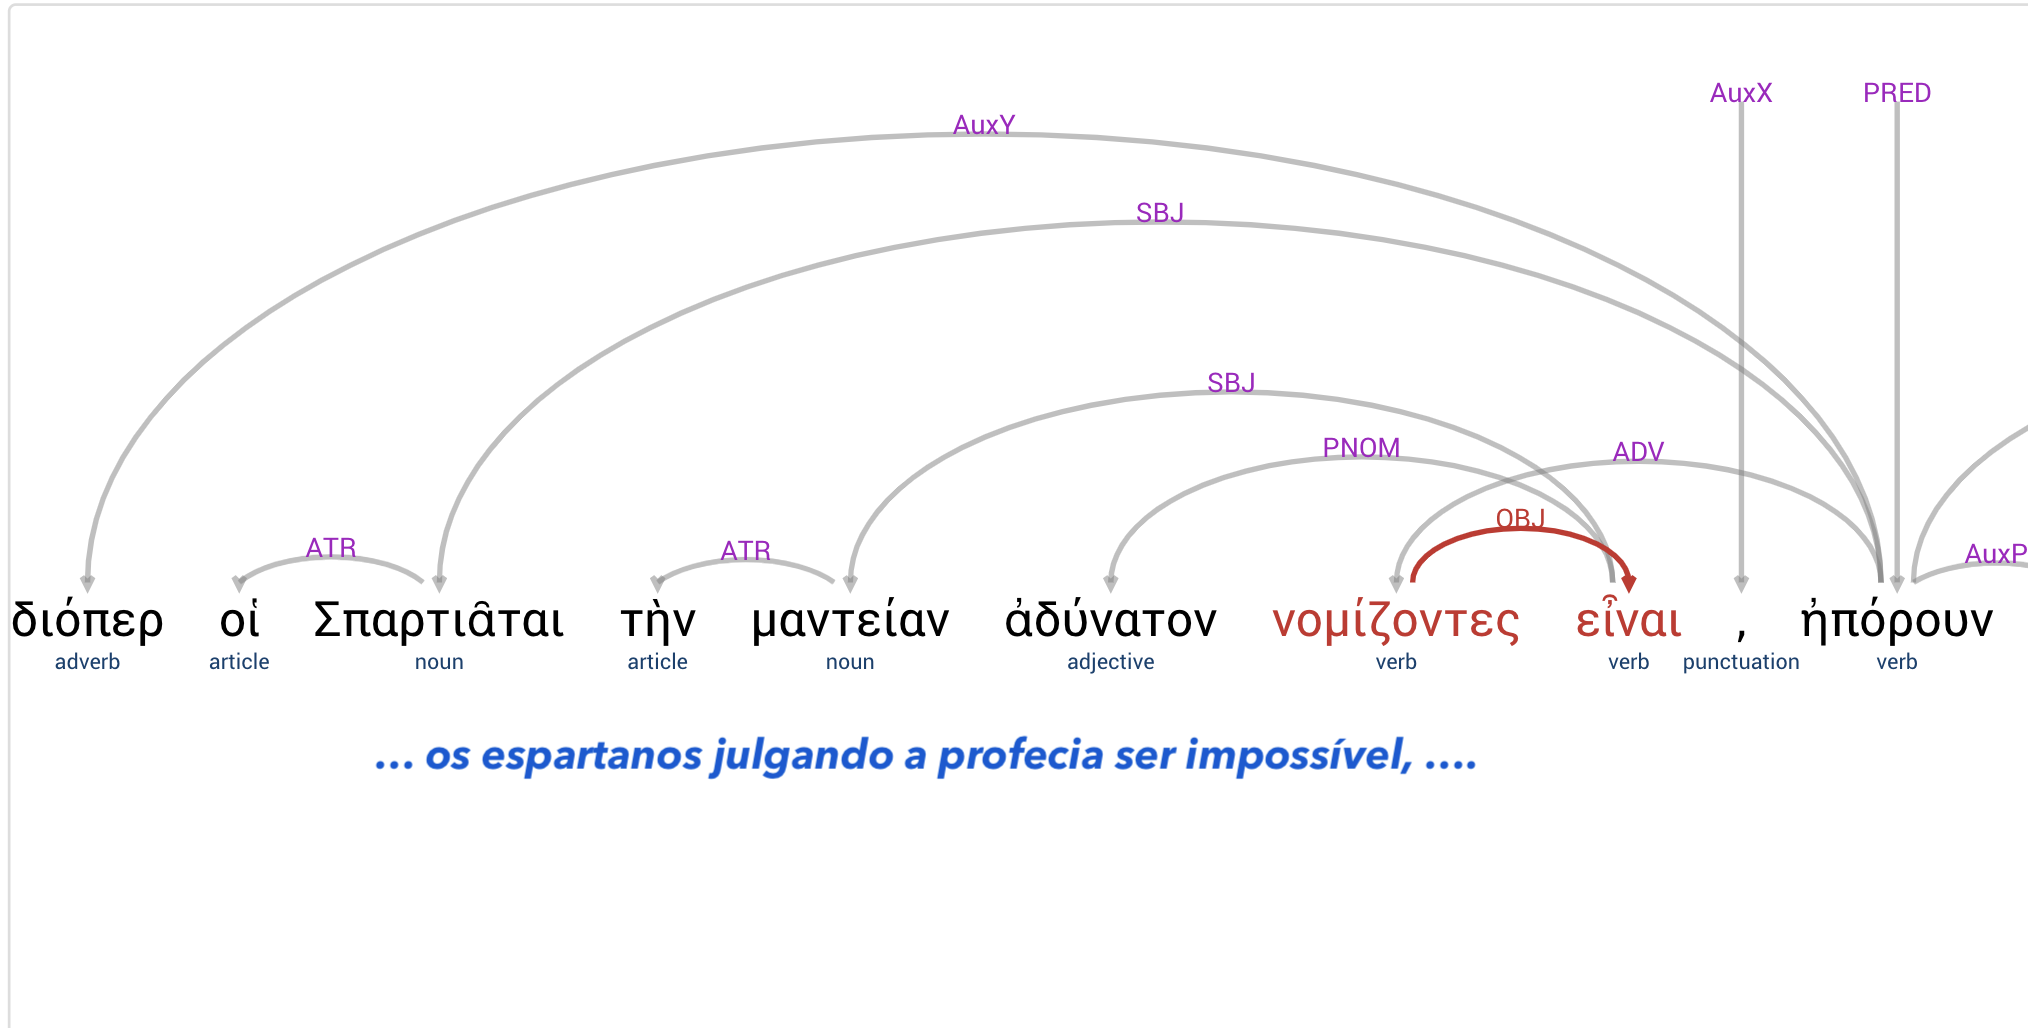 AuxX PRED
AuxY
SBJ
SBJ
PNOM ADV
OBJ
ATR ATR AuxP
διόπερ οἱ Σπαρτιᾶται τὴν μαντείαν ἀδύνατον νομίζοντες εἶναι , ἠπόρουν
adverb article noun article noun adjective verb verb punctuation verb
... os espartanos julgando a profecia ser impossível, ....